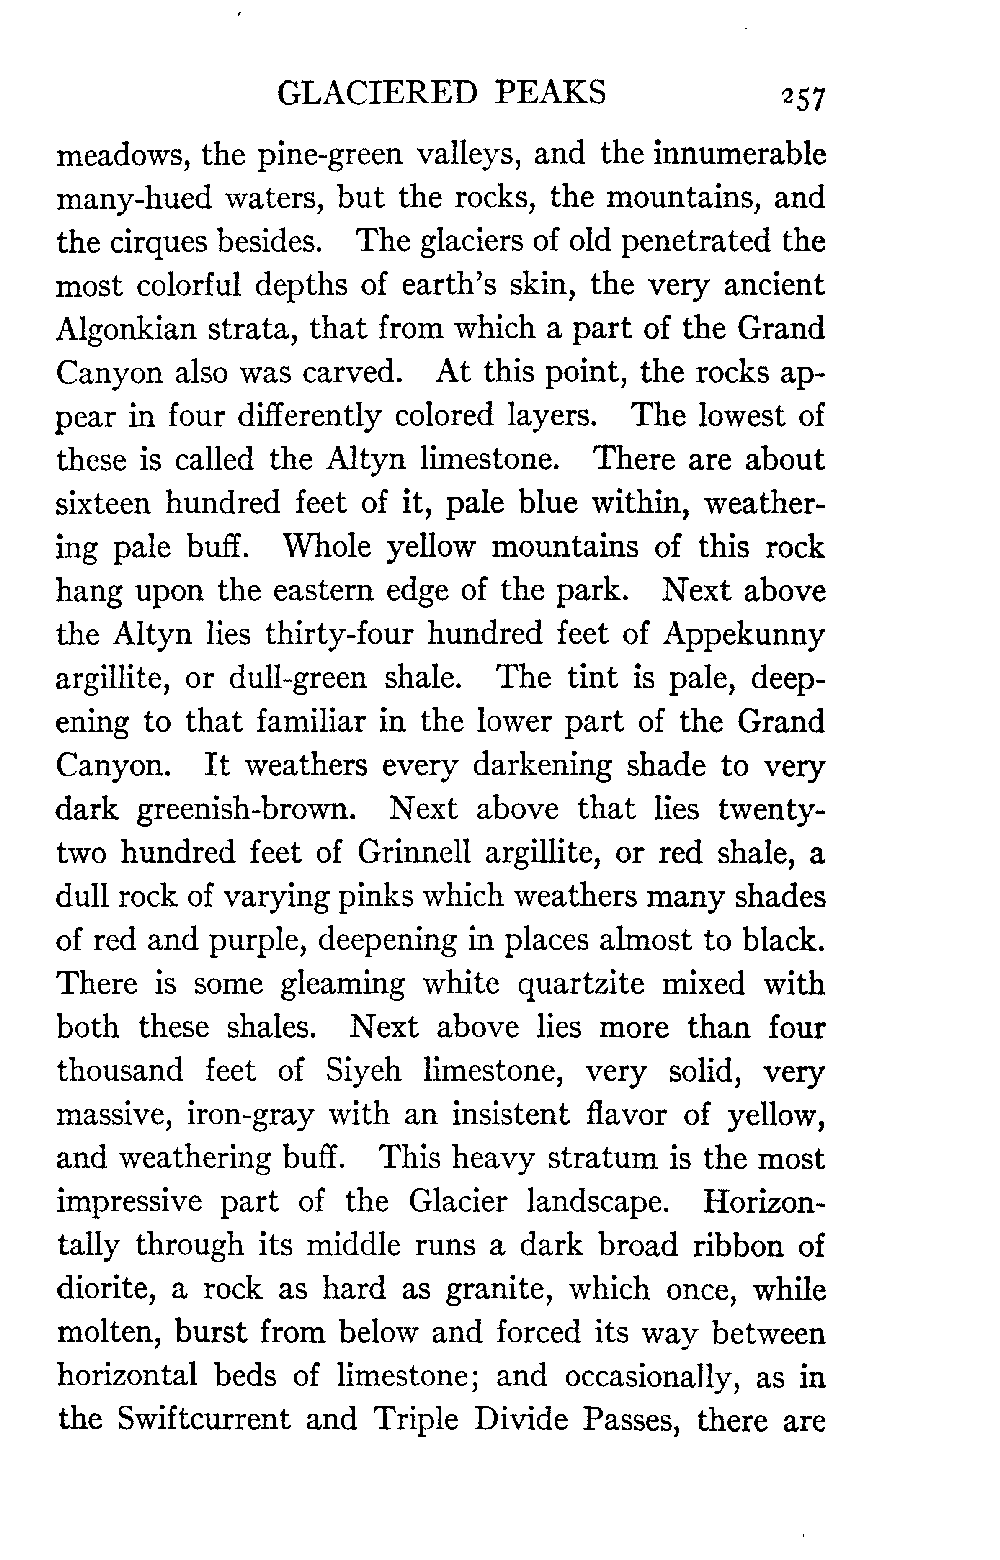 GLACIERED PEAKS 257
meadows, the pine-green valleys, and the innumerable
many-hued waters, but the rocks, the mountains, and
the cirques besides. The glaciers of old penetrated the
most colorful depths of earth's skin, the very ancient
Algonkian strata, that from which a part of the Grand
Canyon also was carved. At this point, the rocks ap-
pear in four differently colored layers. The lowest of
these is called the Altyn limestone. There are about
sixteen hundred feet of it, pale blue within, weather-
ing pale buff. Whole yellow mountains of this rock
hang upon the eastern edge of the park. Next above
the Altyn lies thirty-four hundred feet of Appekunny
argillite, or dull-green shale. The tint is pale, deep-
ening to that familiar in the lower part of the Grand
Canyon. It weathers every darkening shade to very
dark greenish-brown. Next above that lies twenty-
two hundred feet of Grinnell argillite, or red shale, a
dull rock of varying pinks which weathers many shades
of red and purple, deepening in places almost to black.
There is some gleaming white quartzite mixed with
both these shales. Next above lies more than four
thousand feet of Siyeh limestone, very solid, very
massive, iron-gray with an insistent flavor of yellow,
and weathering buff. This heavy stratum is the most
impressive part of the Glacier landscape. Horizon-
tally through its middle runs a dark broad ribbon of
diorite, a rock as hard as granite, which once, while
molten, burst from below and forced its way between
horizontal beds of limestone; and occasionally, as in
the Swiftcurrent and Triple Divide Passes, there are